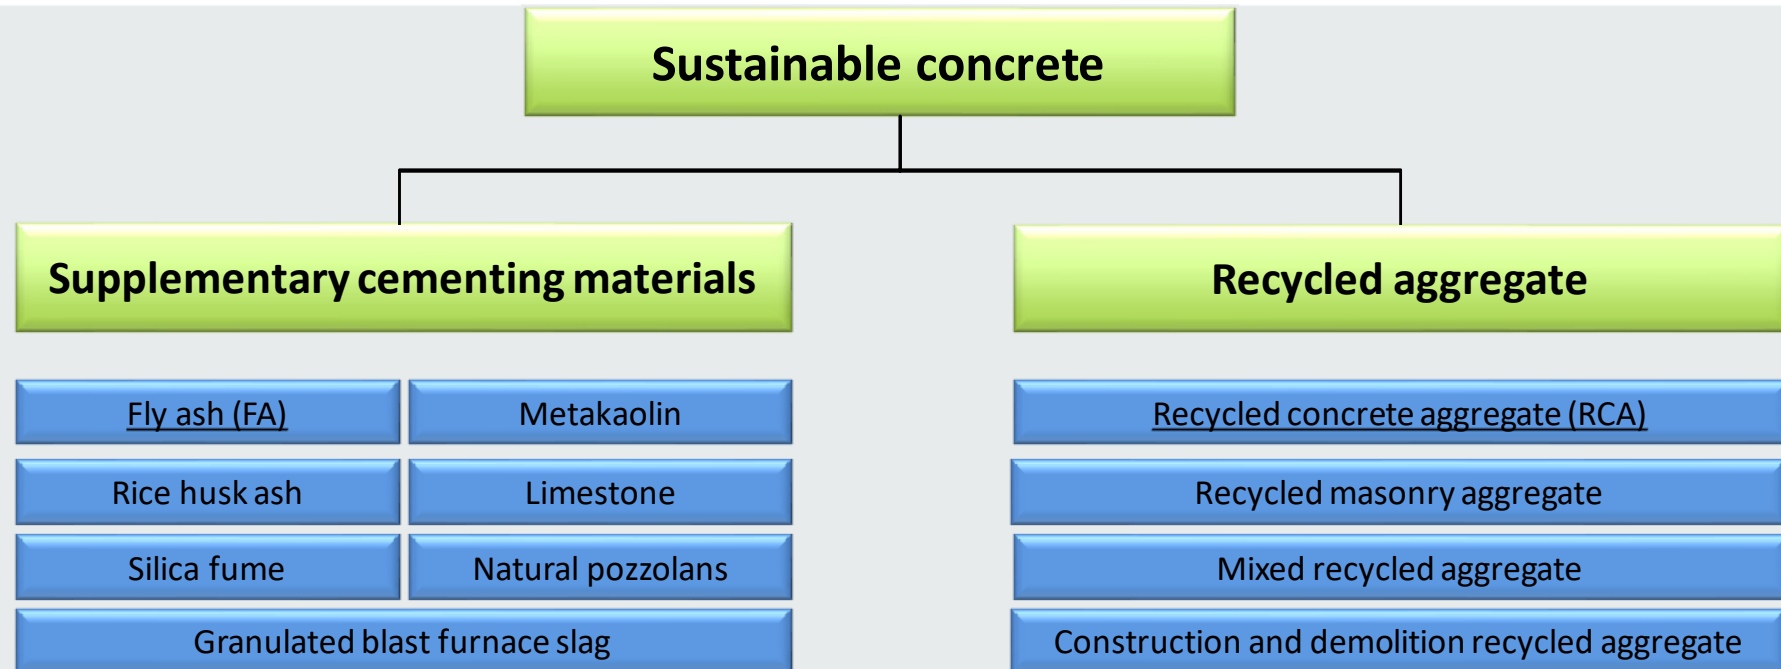 Sustainable concrete
Supplementary cementing materials
Recycled aggregate
Fly ash (FA)
Metakaolin
Rice husk ash
Limestone
Silica fume
Natural pozzolans
Granulated blast furnace slag
Recycled concrete aggregate (RCA)
Recycled masonry aggregate
Mixed recycled aggregate
Construction and demolition recycled aggregate